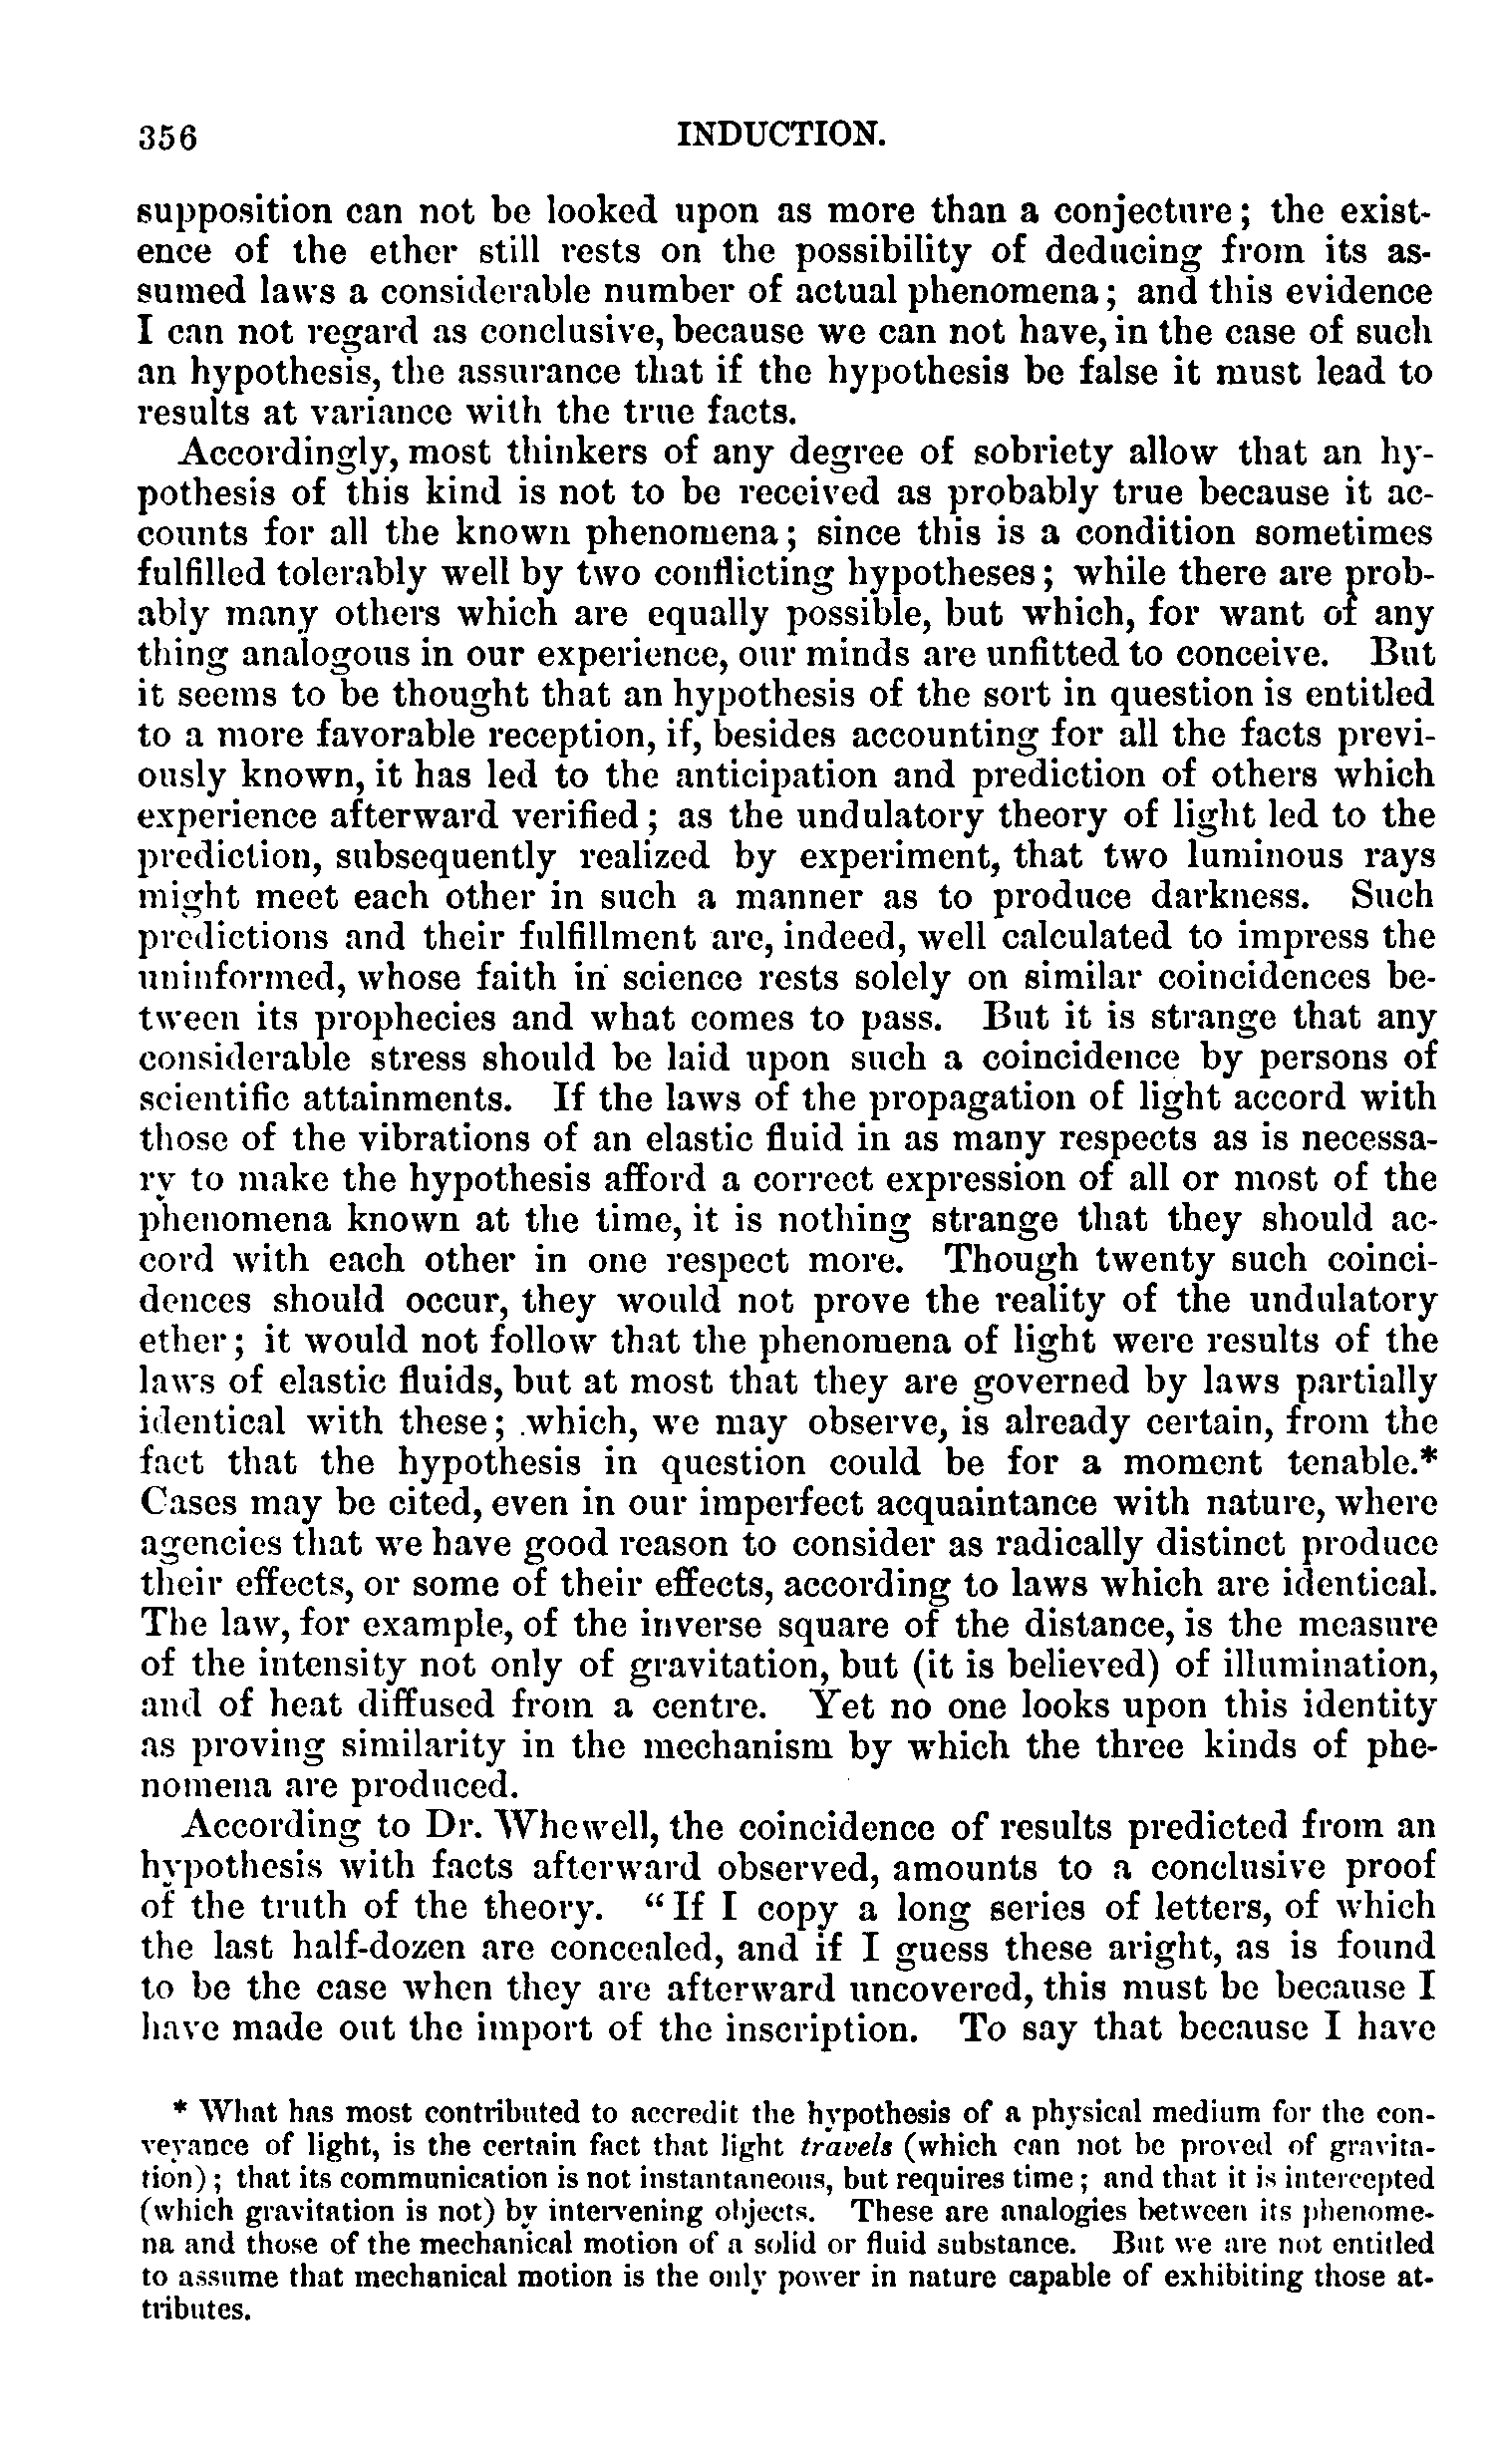 356 INDUCTION.
supposition can not be looked upon as more than a conjecture; the exist-
ence of the ether still rests on the possibility of deducing from its as-
sumed laws a considerable number of actual phenomena; and this evidence
I can not regard as conclusive, because we can not have, in the case of such
an hypothesis, the assurance that if the hypothesis be false it must lead to
results at variance with the true facts.
Accordingly, most thinkers of any degree of sobriety allow that an hy-
pothesis of this kind is not to be received as probably true because it ac-
counts for all the known phenomena; since this is a condition sometimes
fulfilled tolerably well by two conflicting hypotheses; while there are prob-
ably many others which are equally possible, but which, for want of any
thing analogous in our experience, our minds are unfitted to conceive. But
it seems to be thought that an hypothesis of the sort in question is entitled
to a more favorable reception, if, besides accounting for all the facts previ-
ously known, it has led to the anticipation and prediction of others which
experience afterward verified; as the undulatory theory of light led to the
prediction, subsequently realized by experiment, that two luminous rays
might meet each other in such a manner as to produce darkness. Such
predictions and their fulfillment are, indeed, well calculated to impress the
uninformed, whose faith in science rests solely on similar coincidences be-
tween its prophecies and what comes to pass. But it is strange that any
considerable stress should be laid upon such a coincidence by persons of
scientific attainments. If the laws of the propagation of light accord with
those of the vibrations of an elastic fluid in as many respects as is necessa-
ry to make the hypothesis afford a correct expression of all or most of the
phenomena known at the time, it is nothing strange that they should ac-
cord with each other in one respect more. Though twenty such coinci-
dences should occur, they would not prove the reality of the undulatory
ether; it would not follow that the phenomena of light were results of the
laws of elastic fluids, but at most that they are governed by laws partially
identical with these; which, we may observe, is already certain, from the
fact that the hypothesis in question could be for a moment tenable.*
Cases may be cited, even in our imperfect acquaintance with nature, where
agencies that we have good reason to consider as radically distinct produce
their effects, or some of their effects, according to laws which are identical.
The law, for example, of the inverse square of the distance, is the measure
of the intensity not only of gravitation, but (it is believed) of illumination,
and of heat diffused from a centre. Yet no one looks upon this identity
as proving similarity in the mechanism by which the three kinds of phe-
nomena are produced.
According to Dr. Whewell, the coincidence of results predicted from an
hypothesis with facts afterward observed, amounts to a conclusive proof
of the truth of the theory. "If I copy a long series of letters, of which
the last half-dozen are concealed, and if I guess these aright, as is found
to be the case when they are afterward uncovered, this must be because I
have made out the import of the inscription. To say that because I have
* What has most contributed to accredit the hypothesis of a physical medium for the con-
veyance of light, is the certain fact that light travels (which can not be proved of gravita-
tion); that its communication is not instantaneous, but requires time; and that it is intercepted
(which gravitation is not) by intervening objects. These are analogies between its phenome-
na and those of the mechanical motion of a solid or fluid substance. But we are not entitled
to assume that mechanical motion is the only power in nature capable of exhibiting those at-
tributes.